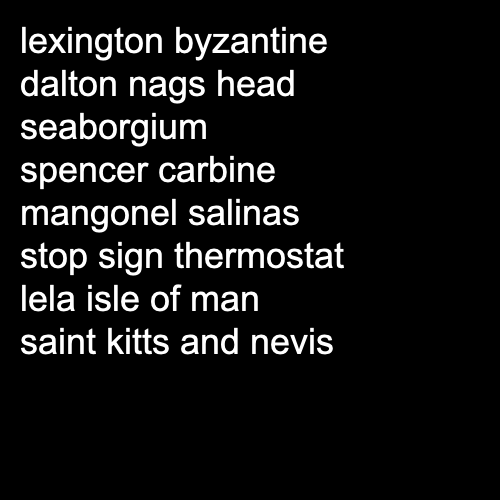 lexington byzantine
dalton nags head
seaborgium
spencer carbine
mangonel salinas
stop sign thermostat
lela isle of man
saint kitts and nevis